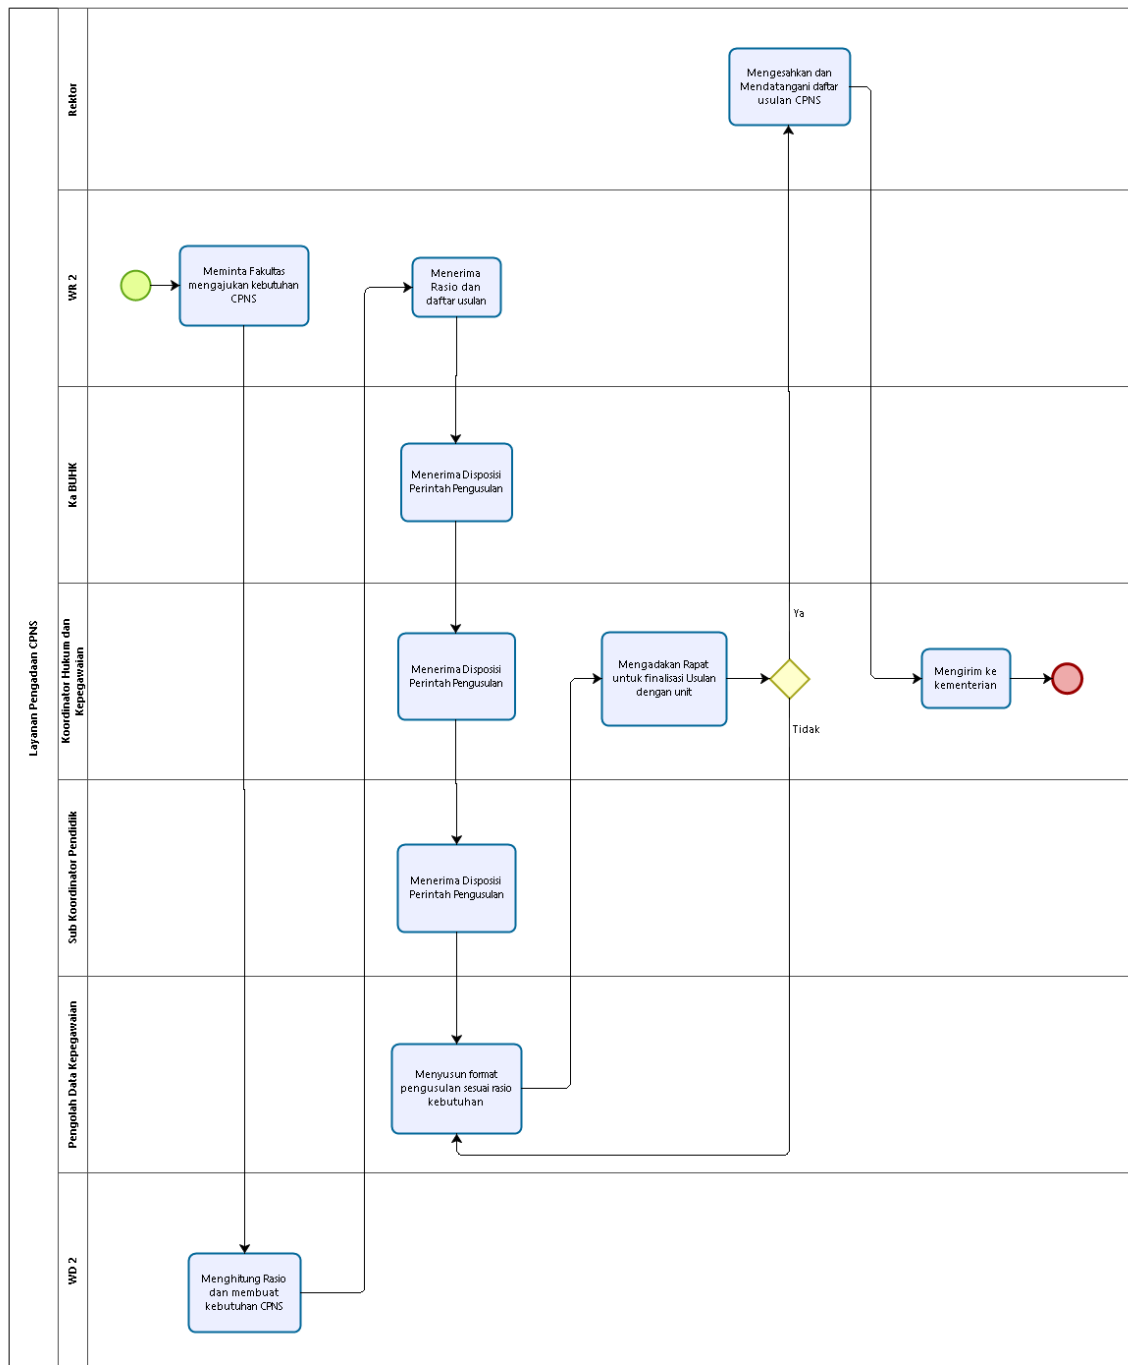 Layanan Pengadaan CPNS
Rektor
Mengesahkan dan
Mendatangani daftar
usulan CPNS
WR 2
Meminta Fakultas
mengajukan kebutuhan
CPNS
Menerima
Rasio dan
daftar usulan
Ka BUHK
Menerima Disposisi
Perintah Pengusulan
Koordinator Hukum dan
Kepegawaian
Menerima Disposisi
Perintah Pengusulan
Mengadakan Rapat
untuk finalisasi Usulan
dengan unit
Ya
Tidak
Mengirim ke
kementerian
Sub Koordinator Pendidik
Menerima Disposisi
Perintah Pengusulan
Pengolah Data Kepegawaian
Menyusun format
pengusulan sesuai rasio
kebutuhan
WD 2
Menghitung Rasio
dan membuat
kebutuhan CPNS